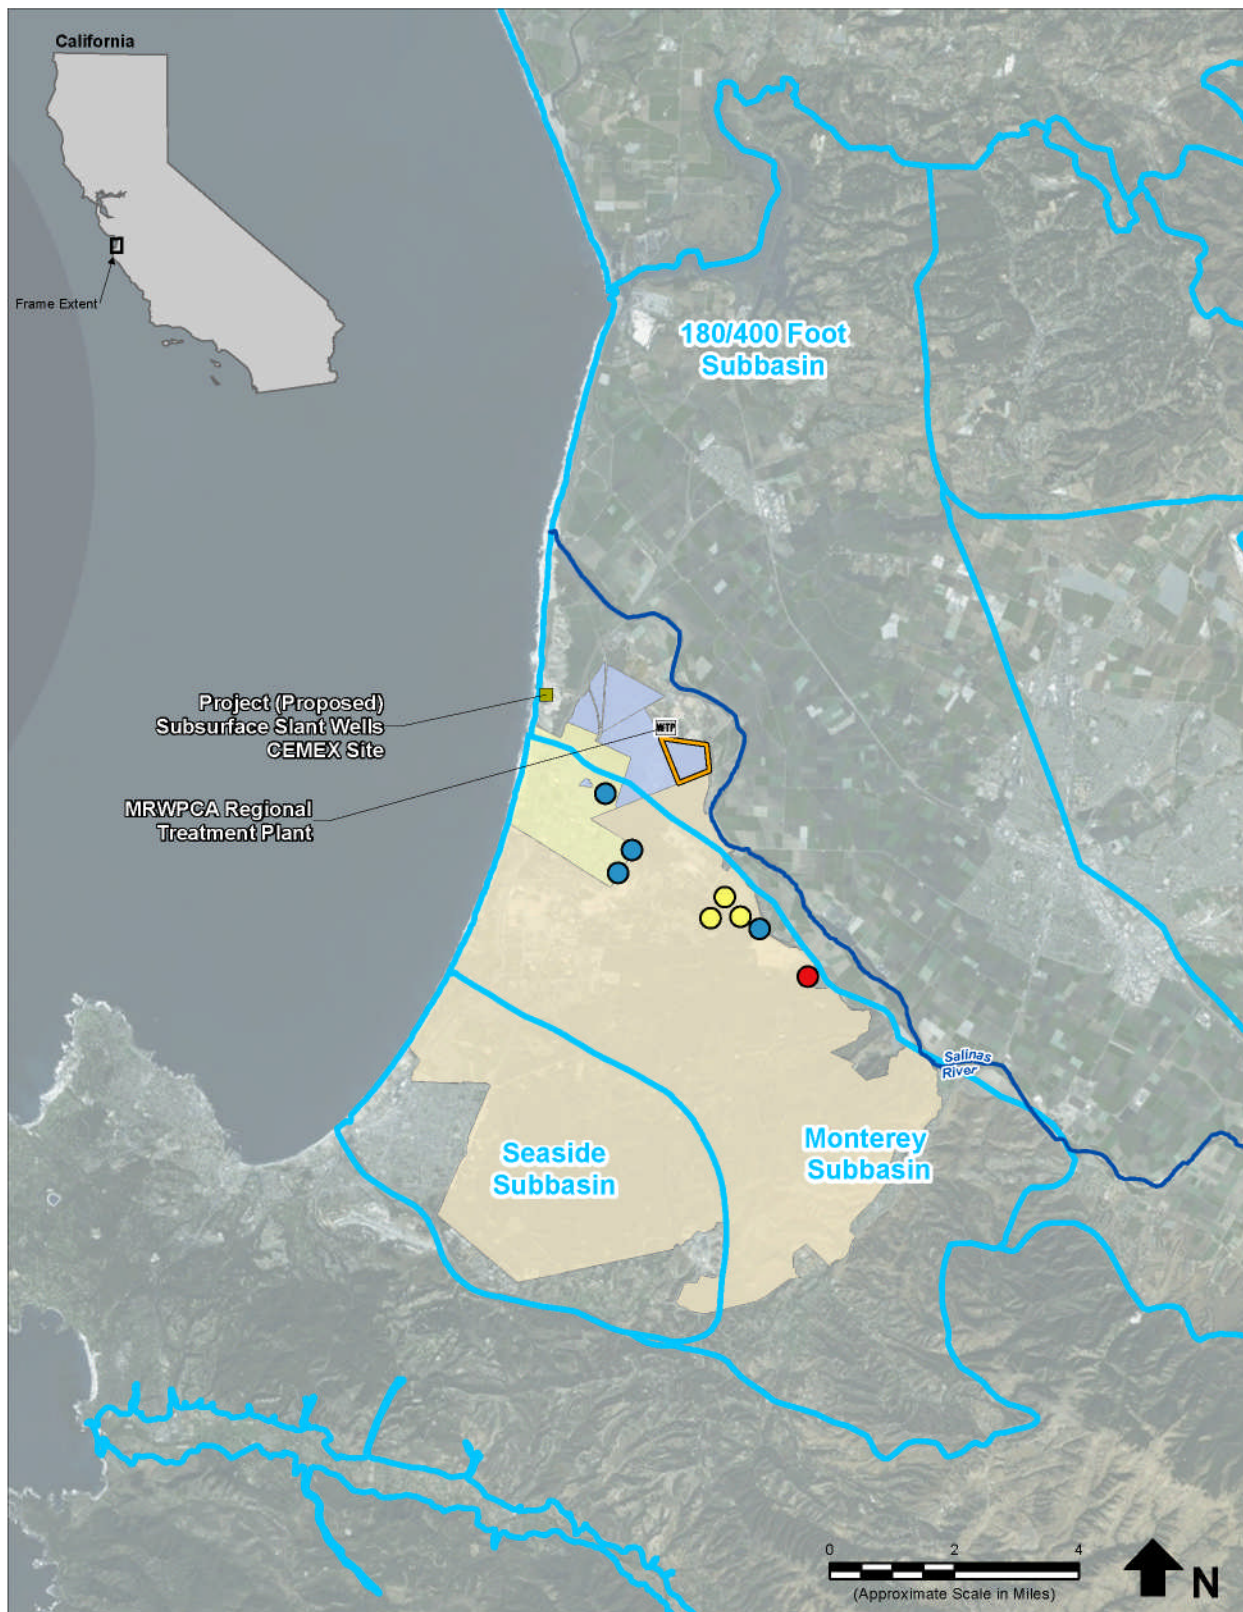 California
Frame Extent
180/400 Foot
Subbasin
Project (Proposed)
Subsurface Slant Wells
CEMEX Site
WTP
MRWPCA Regional
Treatment Plant
Salinas
River
Monterey
Subbasin
Seaside
Subbasin
0 2 4
(Approximate Scale in Miles)
N